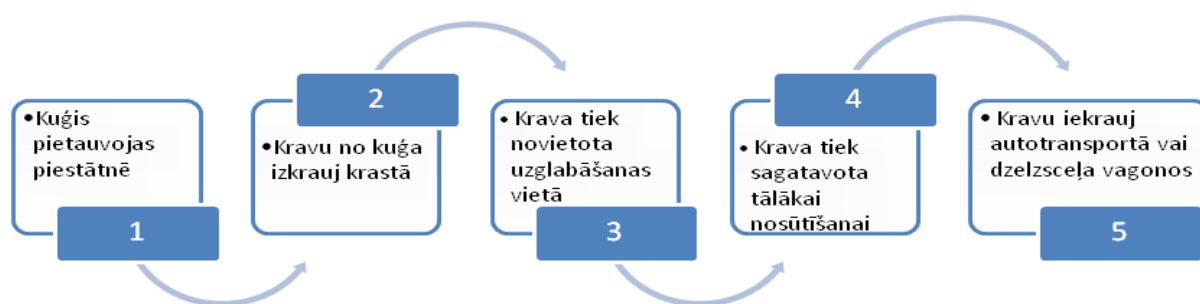 • Kuģis
pietauvojas
piestātnē
1
2
• Kravu no kuģa
izkrauj krastā
• Krava tiek
novietota
uzglabāšanas
vietā
3
4
• Krava tiek
sagatavota
tālākai
nosūtīšanai
• Kravu iekrauj
autotransportā vai
dzelzsceļa vagonos
5